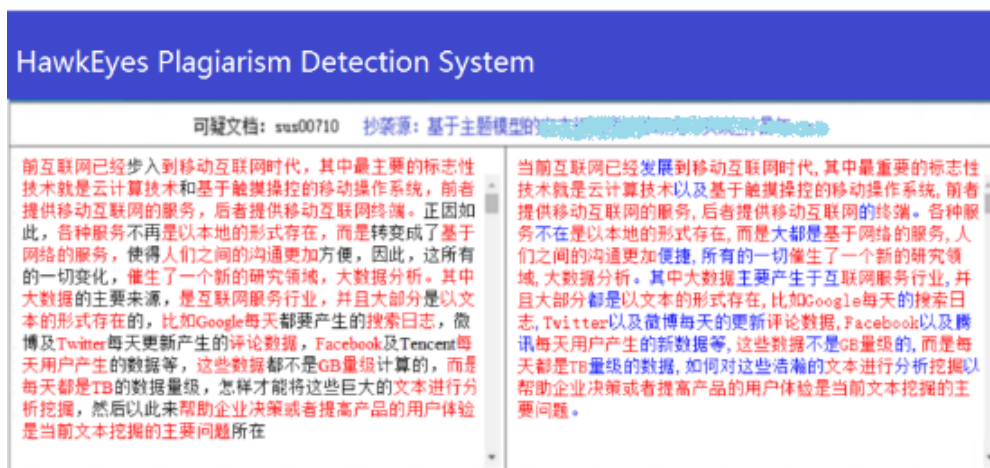 HawkEyes Plagiarism Detection System
可疑文档：sus00710 抄袭源：基于主题模型的
前互联网已经步入到移动互联网时代，其中最主要的标志性
技术就是云计算技术和基于触摸操控的移动操作系统，前者
提供移动互联网的服务，后者提供移动互联网终端。正因如
此，各种服务不再是以本地的形式存在，而是转变成了基于
网络的服务，使得人们之间的沟通更加方便，因此，这所有
的一切变化，催生了一个新的研究领域，大数据分析。其中
大数据的主要来源，是互联网服务行业，并且大部分是以文
本的形式存在的，比如Google每天都要产生的搜索日志，微
博及Twitter每天更新产生的评论数据，Facebook及Tencent每
天用户产生的数据等，这些数据都不是GB量级计算的，而是
每天都是TB的数据量级，怎样才能将这些巨大的文本进行分
析挖掘，然后以此来帮助企业决策或者提高产品的用户体验
是当前文本挖掘的主要问题所在
当前互联网已经发展到移动互联网时代,其中最重要的标志性
技术就是云计算技术以及基于触摸操控的移动操作系统,前者
提供移动互联网的服务,后者提供移动互联网的终端。各种服
务不在是以本地的形式存在,而是大都是基于网络的服务,人
们之间的沟通更加便捷,所有的一切催生了一个新的研究领
域,大数据分析。其中大数据主要产生于互联网服务行业,并
且大部分都是以文本的形式存在,比如Google每天的搜索日
志,Twitter以及微博每天的更新评论数据,Facebook以及腾
讯每天用户产生的新数据等,这些数据不是GB量级的,而是每
天都是TB量级的数据,如何对这些浩瀚的文本进行分析挖掘以
帮助企业决策或者提高产品的用户体验是当前文本挖掘的主
要问题。